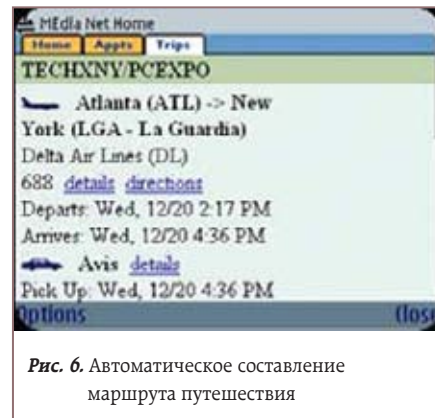 MEdia Net Home
Home Appts Trips
TECHXNY/PCEXPO
Atlanta (ATL) -> New
York (LGA - La Guardia)
Delta Air Lines (DL)
688 details directions
Departs: Wed, 12/20 2:17 PM
Arrives: Wed, 12/20 4:36 PM
Avis details
Pick Up: Wed, 12/20 4:36 PM
Options (lose
Рис. 6. Автоматическое составление
маршрута путешествия